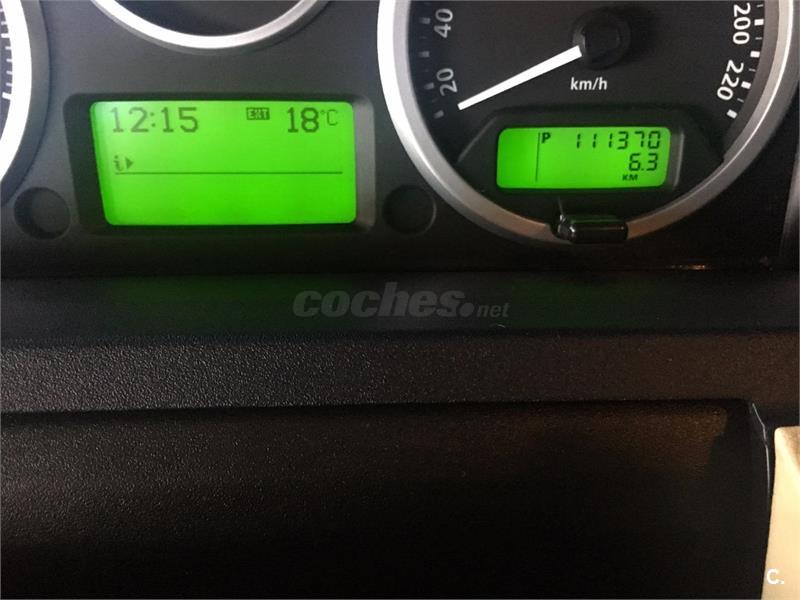 40
20
200
220
km/h
12:15 EXT 18°C
i
P 111370
6.3
KM
coches.net
C.